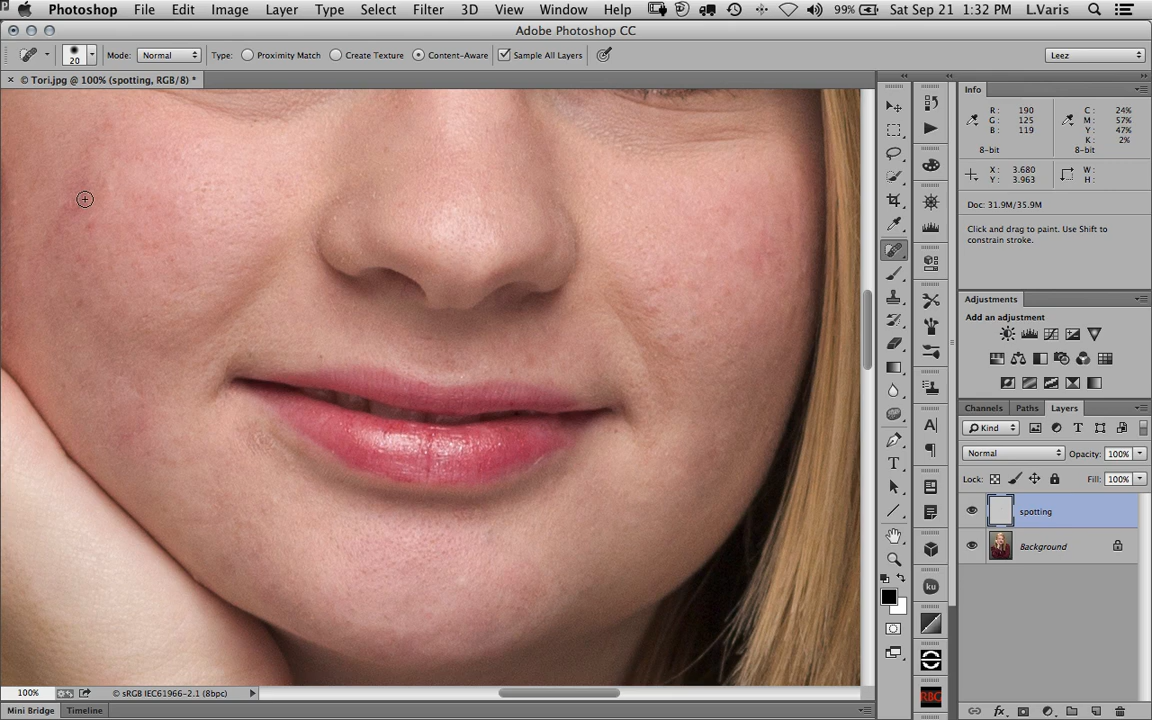 Photoshop File Edit Image Layer Type Select Filter 3D View Window Help 99% Sat Sep 21 1:32 PM L.Varis
Adobe Photoshop CC
20 Mode: Normal Type: Proximity Match Create Texture Content-Aware Sample All Layers Leez
× © Tori.jpg @ 100% (spotting, RGB/8) *
Info
R: 190 C: 24%
G: 125 M: 57%
B: 119 Y: 47%
K: 2%
8-bit 8-bit
X: 3.680 W:
Y: 3.963 H:
Doc: 31.9M/35.9M
Click and drag to paint. Use Shift to
constrain stroke.
Adjustments
Add an adjustment
Channels Paths Layers
Kind
Normal Opacity: 100%
Lock: Fill: 100%
spotting
Background
ku
RBG
100% © sRGB IEC61966-2.1 (8bpc)
Mini Bridge Timeline
fx